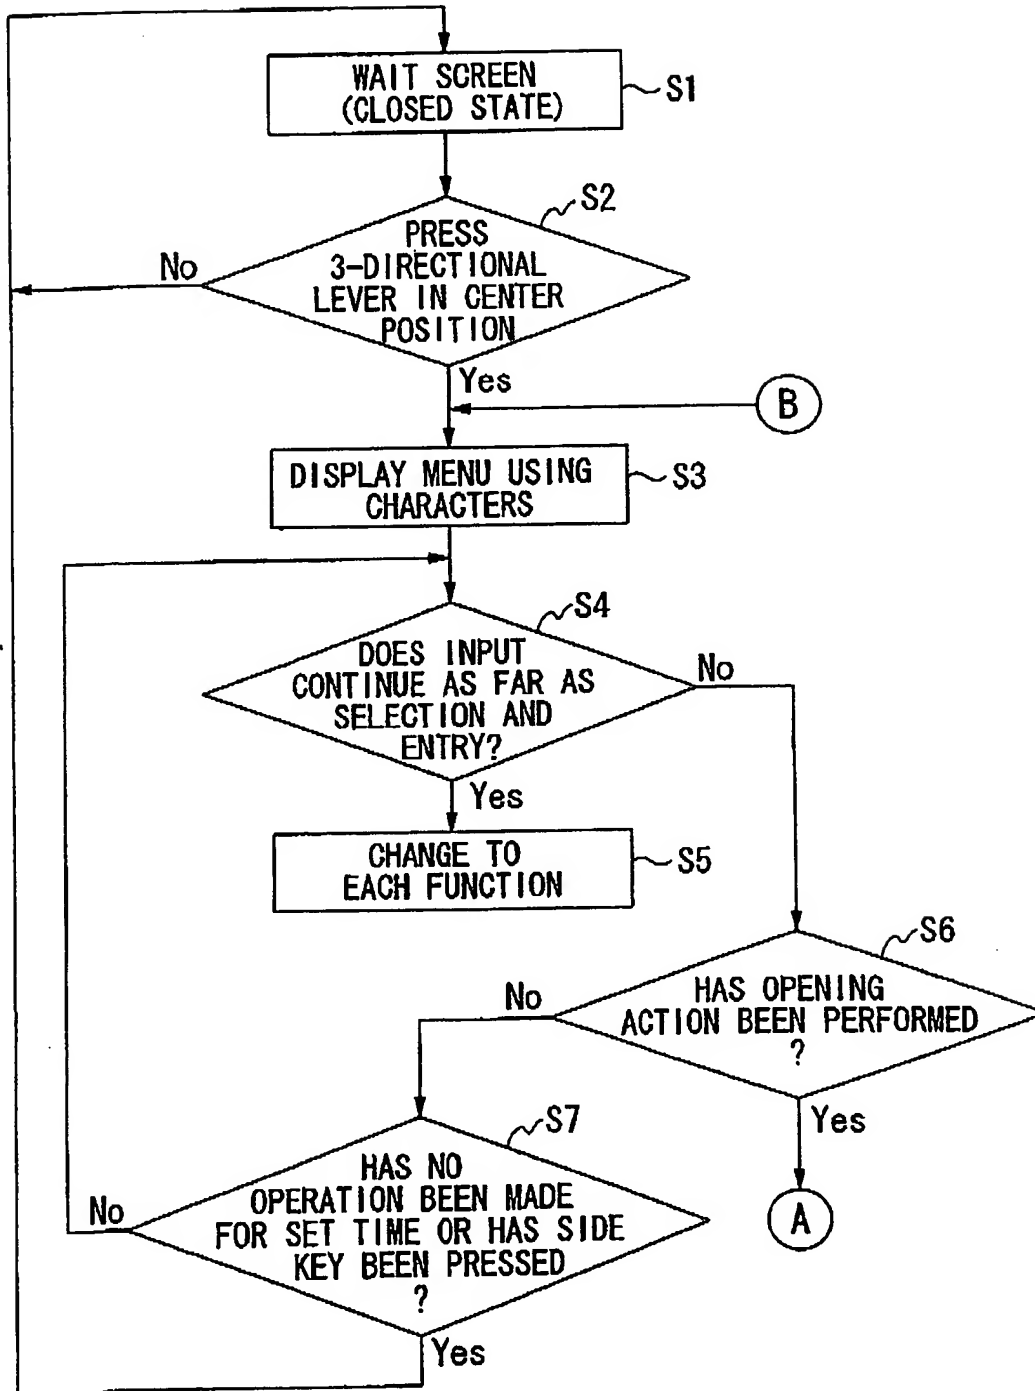 WAIT SCREEN
(CLOSED STATE)
S1
S2
PRESS
3-DIRECTIONAL
LEVER IN CENTER
POSITION
No
Yes
B
DISPLAY MENU USING
CHARACTERS
S3
S4
DOES INPUT
CONTINUE AS FAR AS
SELECTION AND
ENTRY?
No
Yes
CHANGE TO
EACH FUNCTION
S5
S6
HAS OPENING
ACTION BEEN PERFORMED
?
No
Yes
A
S7
HAS NO
OPERATION BEEN MADE
FOR SET TIME OR HAS SIDE
KEY BEEN PRESSED
?
No
Yes